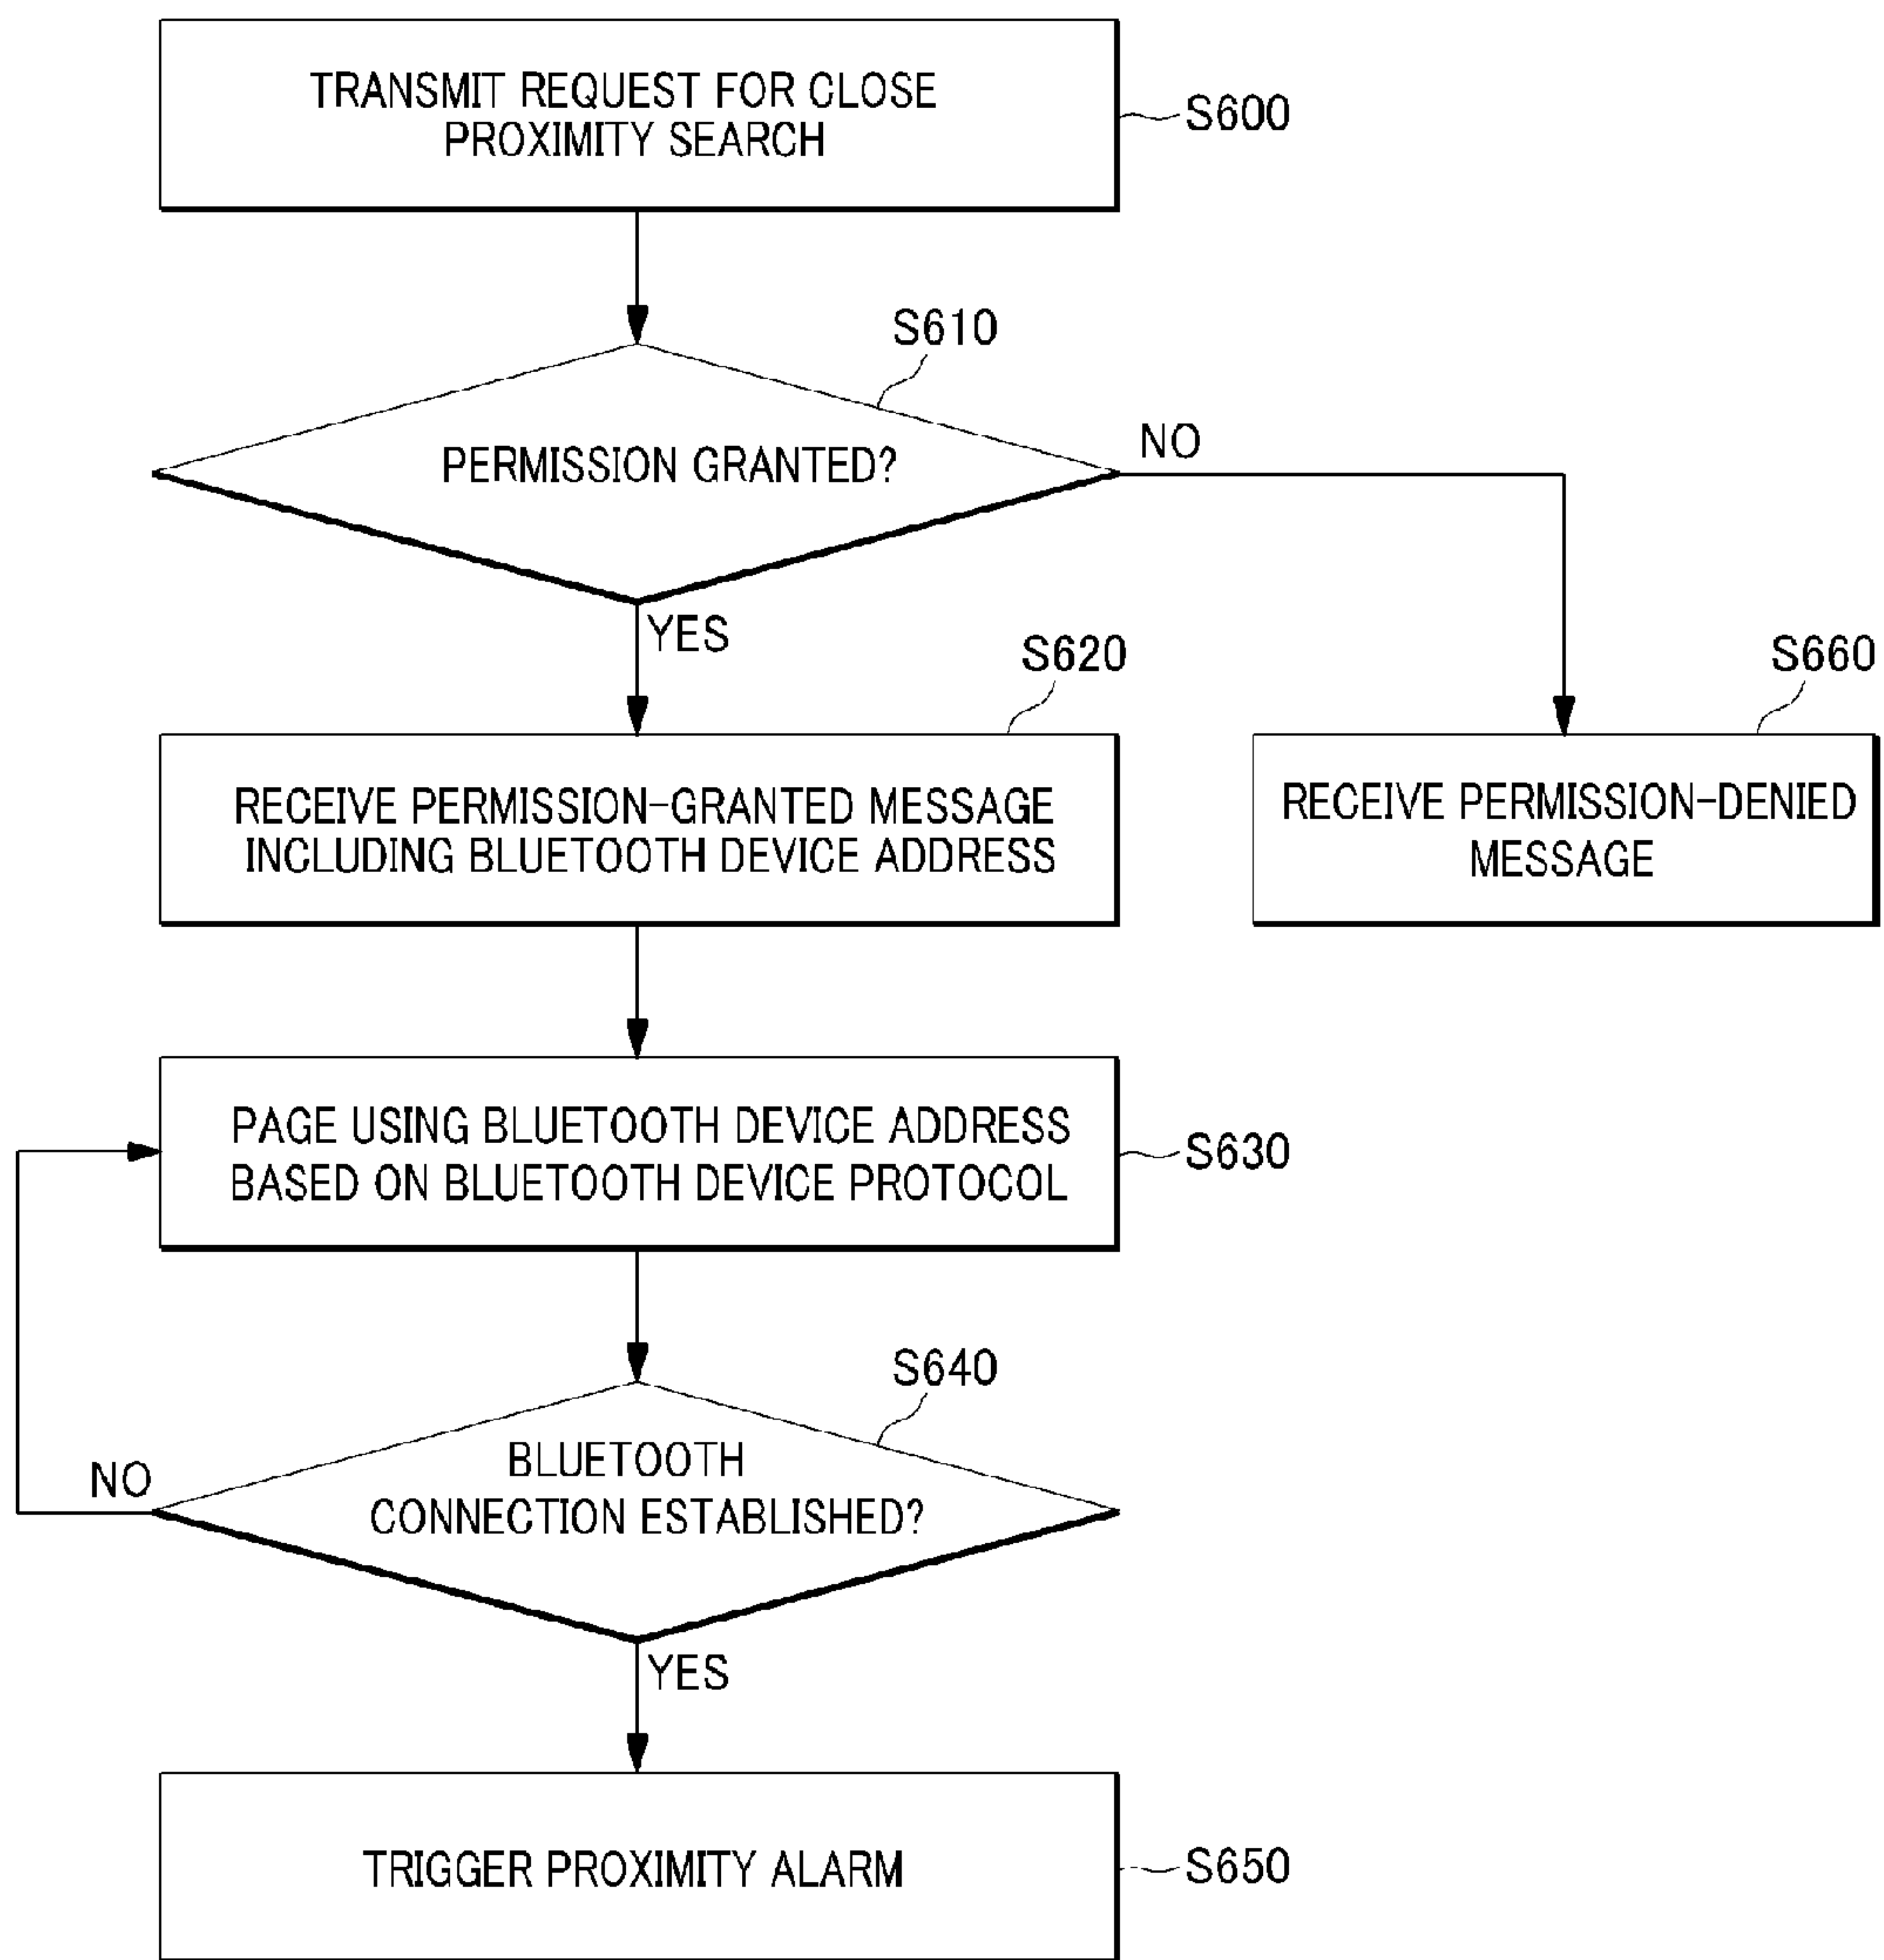 TRANSMIT REQUEST FOR CLOSE
PROXIMITY SEARCH
S600
S610
PERMISSION GRANTED?
NO
YES
S620
S660
RECEIVE PERMISSION-GRANTED MESSAGE
INCLUDING BLUETOOTH DEVICE ADDRESS
RECEIVE PERMISSION-DENIED
MESSAGE
PAGE USING BLUETOOTH DEVICE ADDRESS
BASED ON BLUETOOTH DEVICE PROTOCOL
S630
S640
BLUETOOTH
CONNECTION ESTABLISHED?
NO
YES
TRIGGER PROXIMITY ALARM
S650